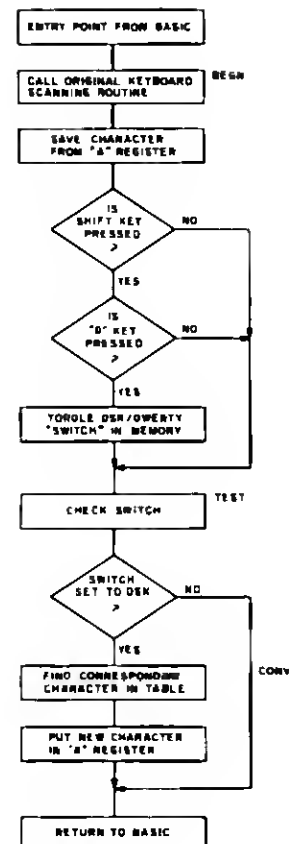 ENTRY POINT FROM BASIC
CALL ORIGINAL KEYBOARD
SCANNING ROUTINE
BEGN
SAVE CHARACTER
FROM "A" REGISTER
IS
SHIFT KEY
PRESSED
?
NO
YES
IS
"0" KEY
PRESSED
?
NO
YES
TOGGLE DSK/QWERTY
"SWITCH" IN MEMORY
TEST
CHECK SWITCH
SWITCH
SET TO DSK
?
NO
YES
CONV
FIND CORRESPONDING
CHARACTER IN TABLE
PUT NEW CHARACTER
IN "A" REGISTER
RETURN TO BASIC